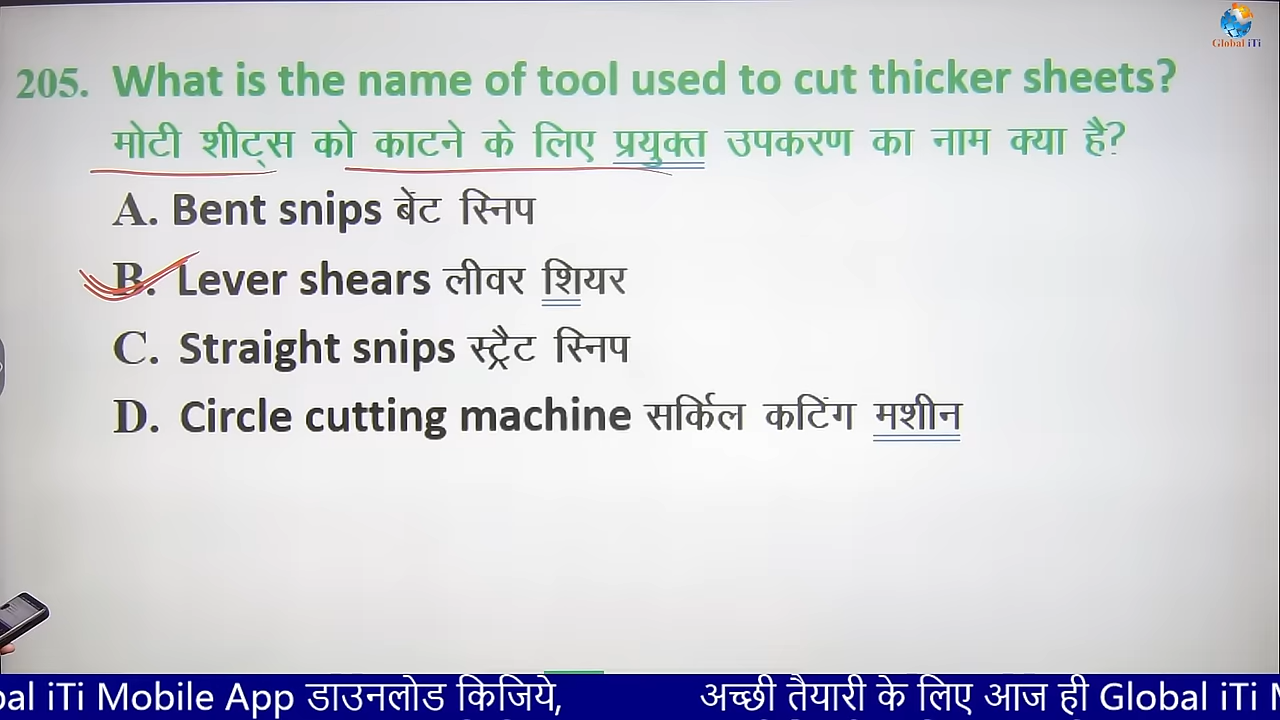 Global iTi
205. What is the name of tool used to cut thicker sheets?
मोटी शीट्स को काटने के लिए प्रयुक्त उपकरण का नाम क्या है?
A. Bent snips बेंट स्निप
B. Lever shears लीवर शियर
C. Straight snips स्ट्रैट स्निप
D. Circle cutting machine सर्किल कटिंग मशीन
bal iTi Mobile App डाउनलोड किजिये, अच्छी तैयारी के लिए आज ही Global iTi M